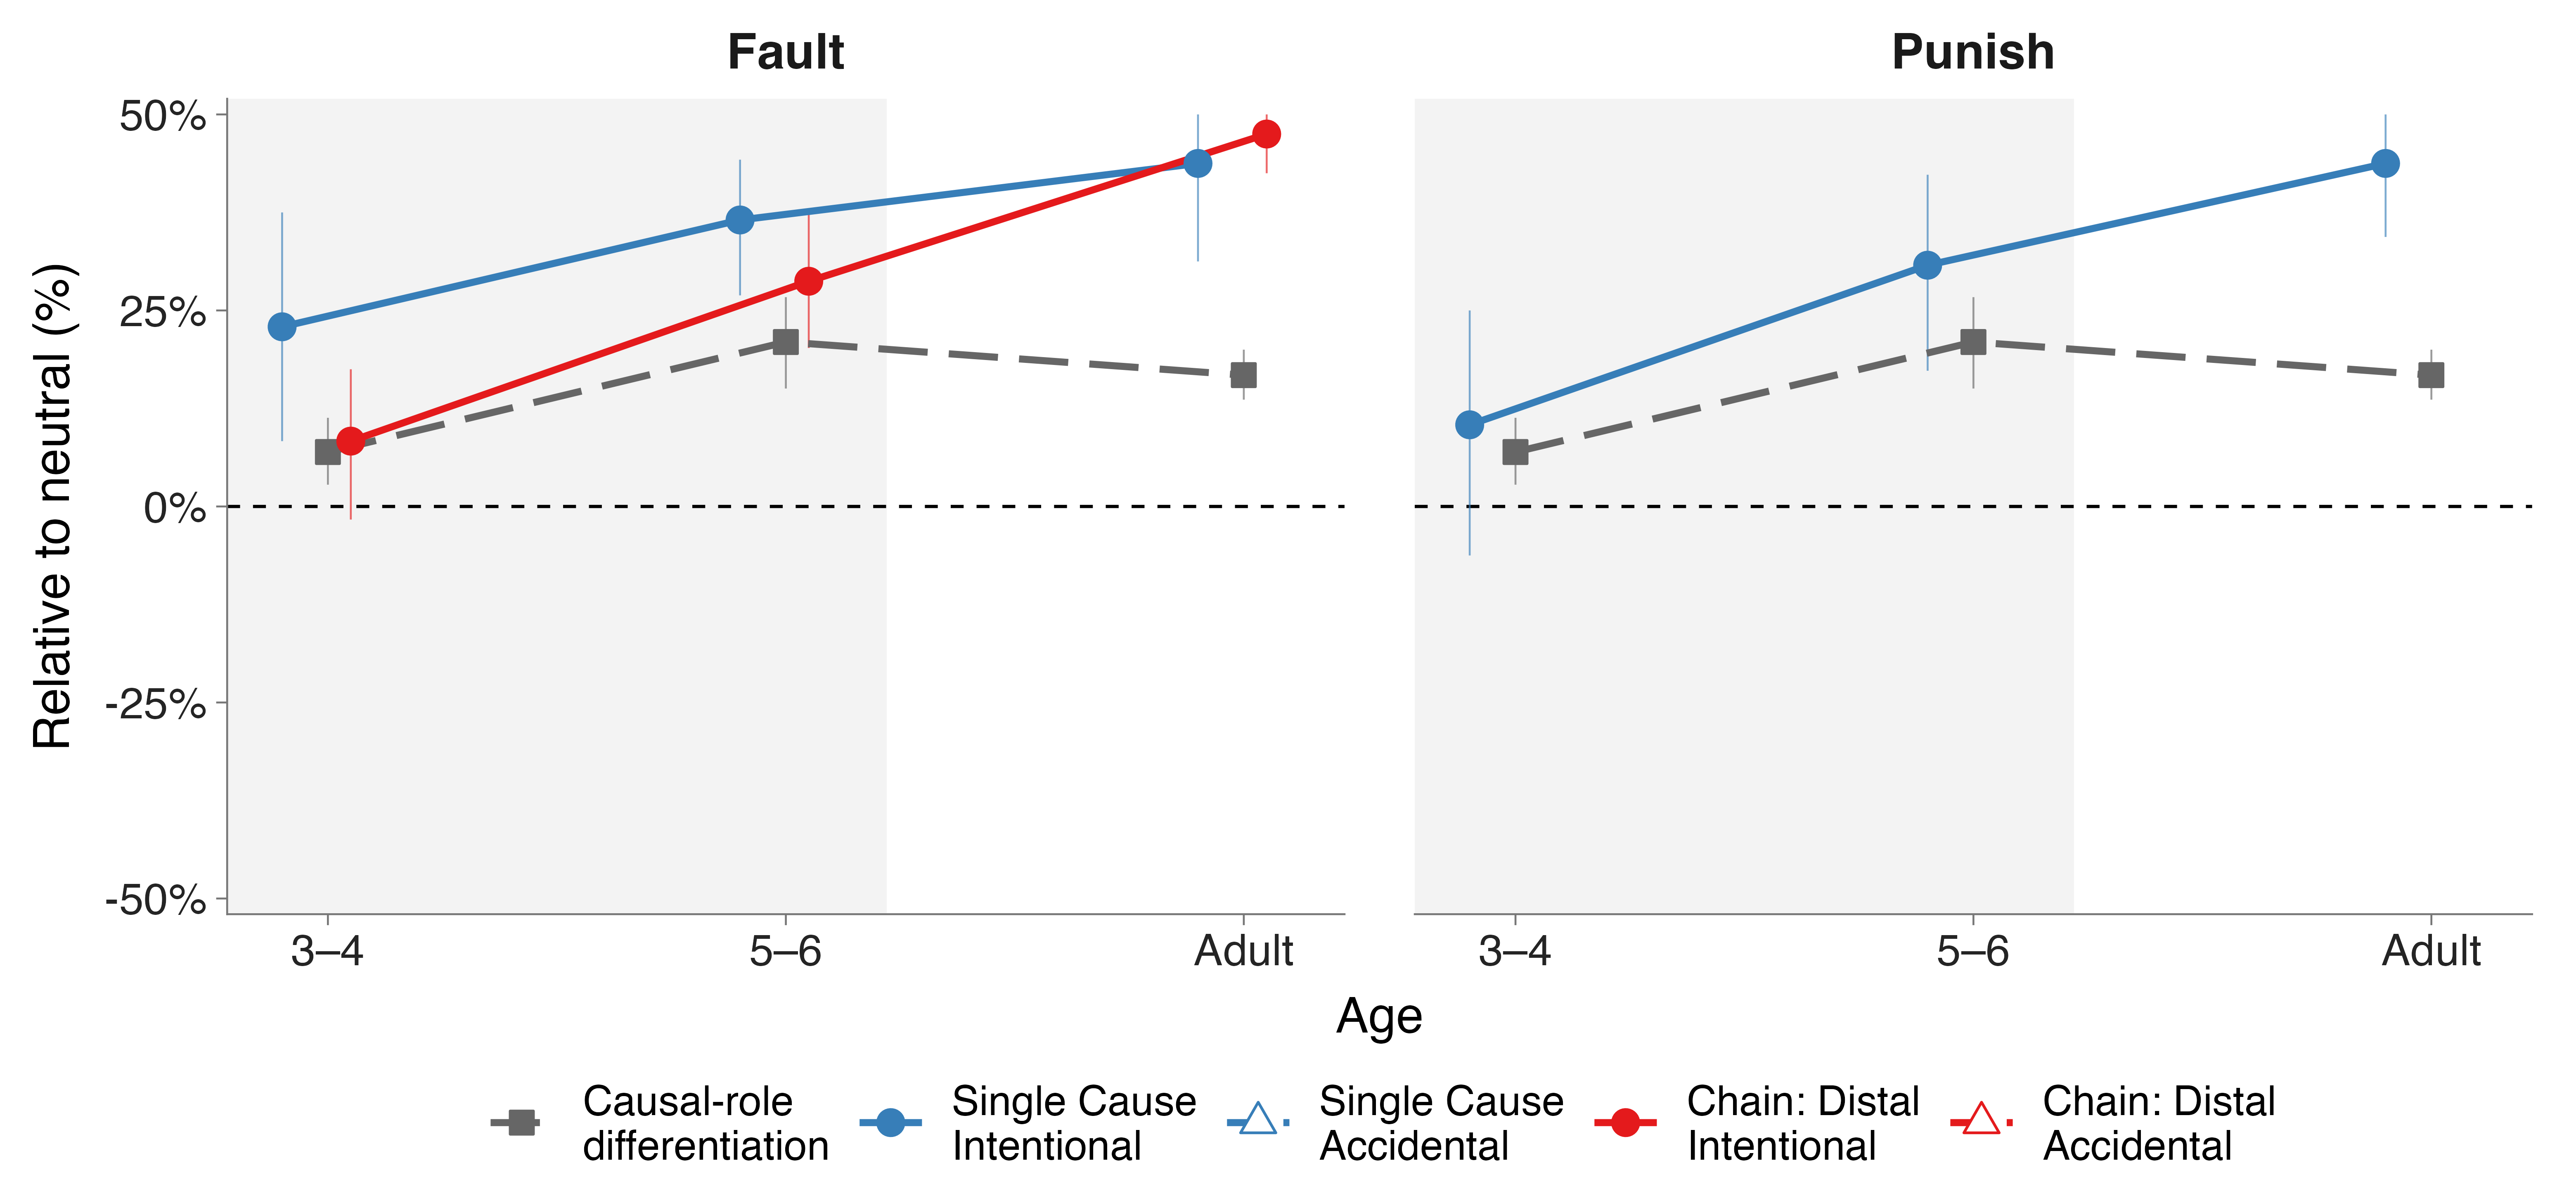 Fault
Punish
Relative to neutral (%)
50%
25%
0%
-25%
-50%
3–4
5–6
Adult
3–4
5–6
Adult
Age
Causal-role
differentiation
Single Cause
Intentional
Single Cause
Accidental
Chain: Distal
Intentional
Chain: Distal
Accidental